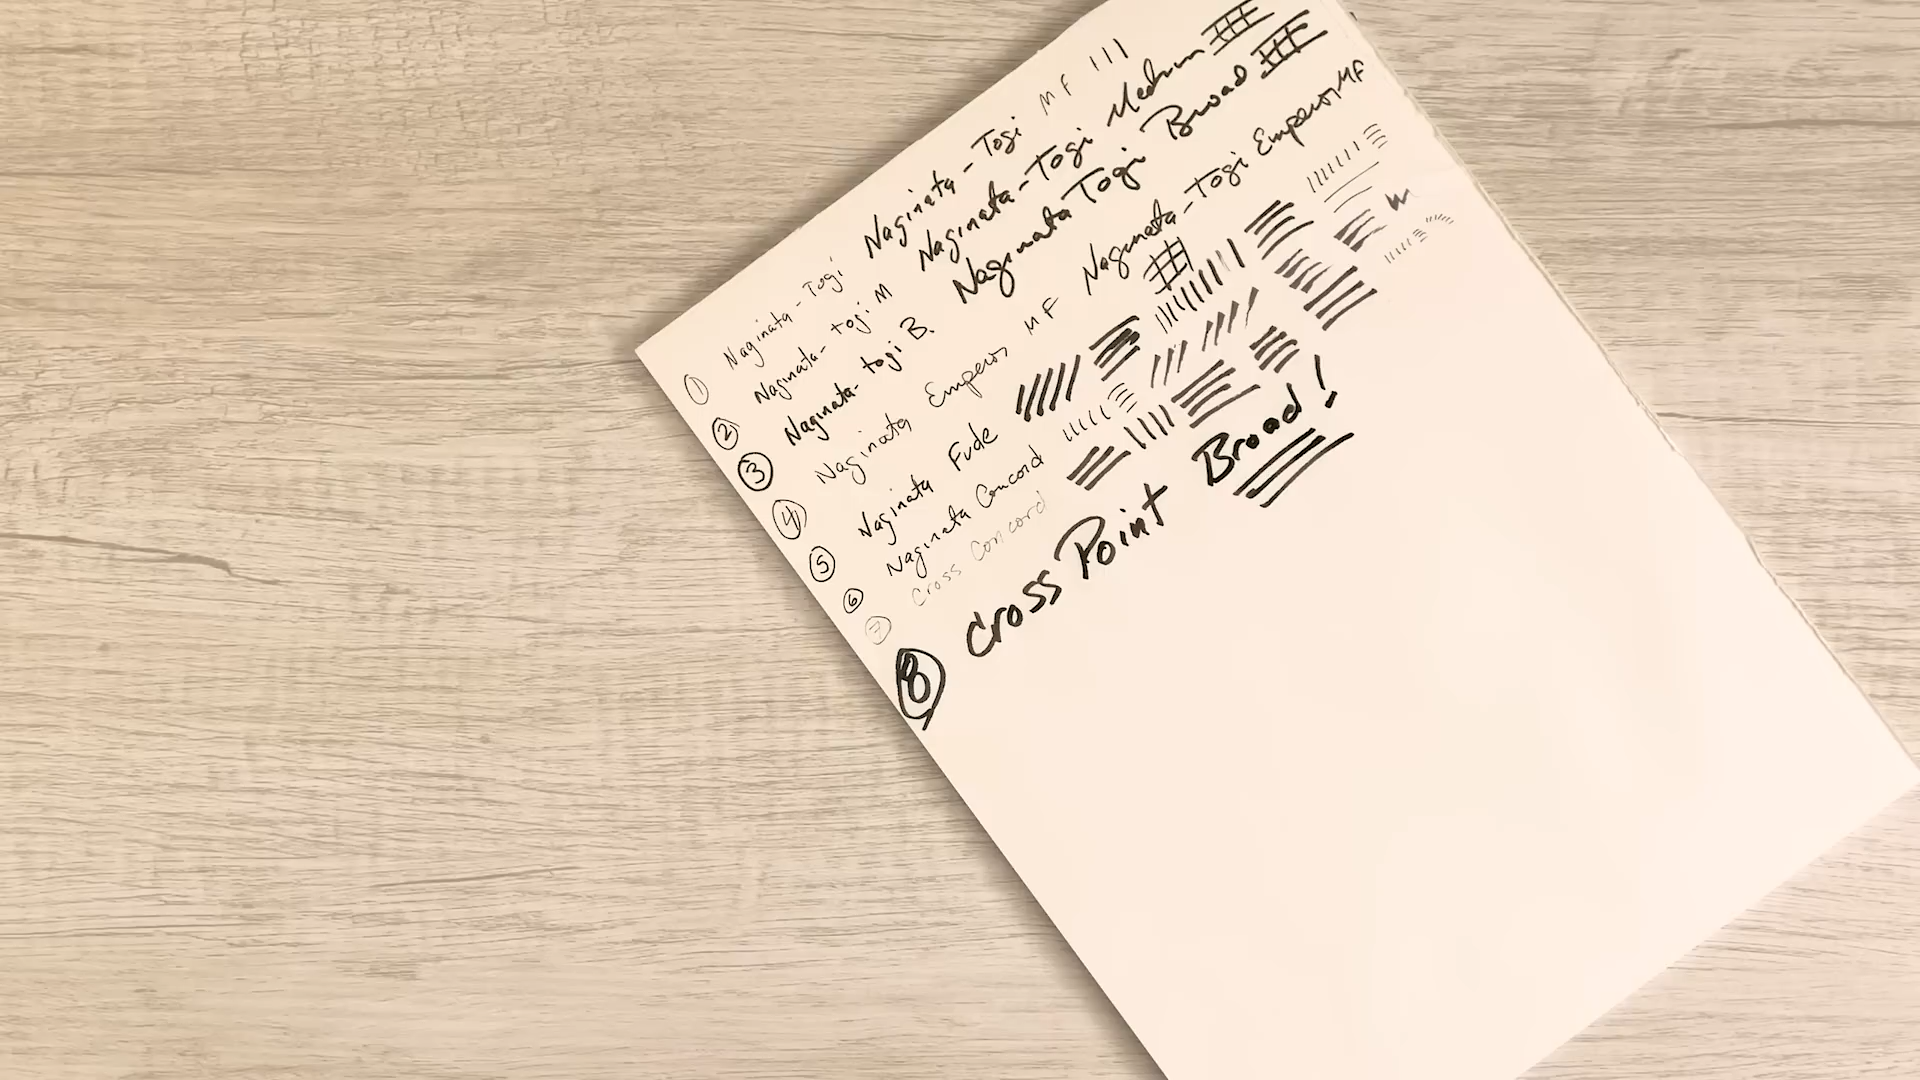 1 Naginata-Togi Naginata-Togi MF
2 Naginata-togi M Naginata-Togi Medium
3 Naginata-togi B. Naginata Togi Broad
4 Naginata Emperor MF Naginata-Togi Emperor MF
5 Naginata Fude
6 Naginata Concord
7 Cross Concord
8 Cross Point Broad!